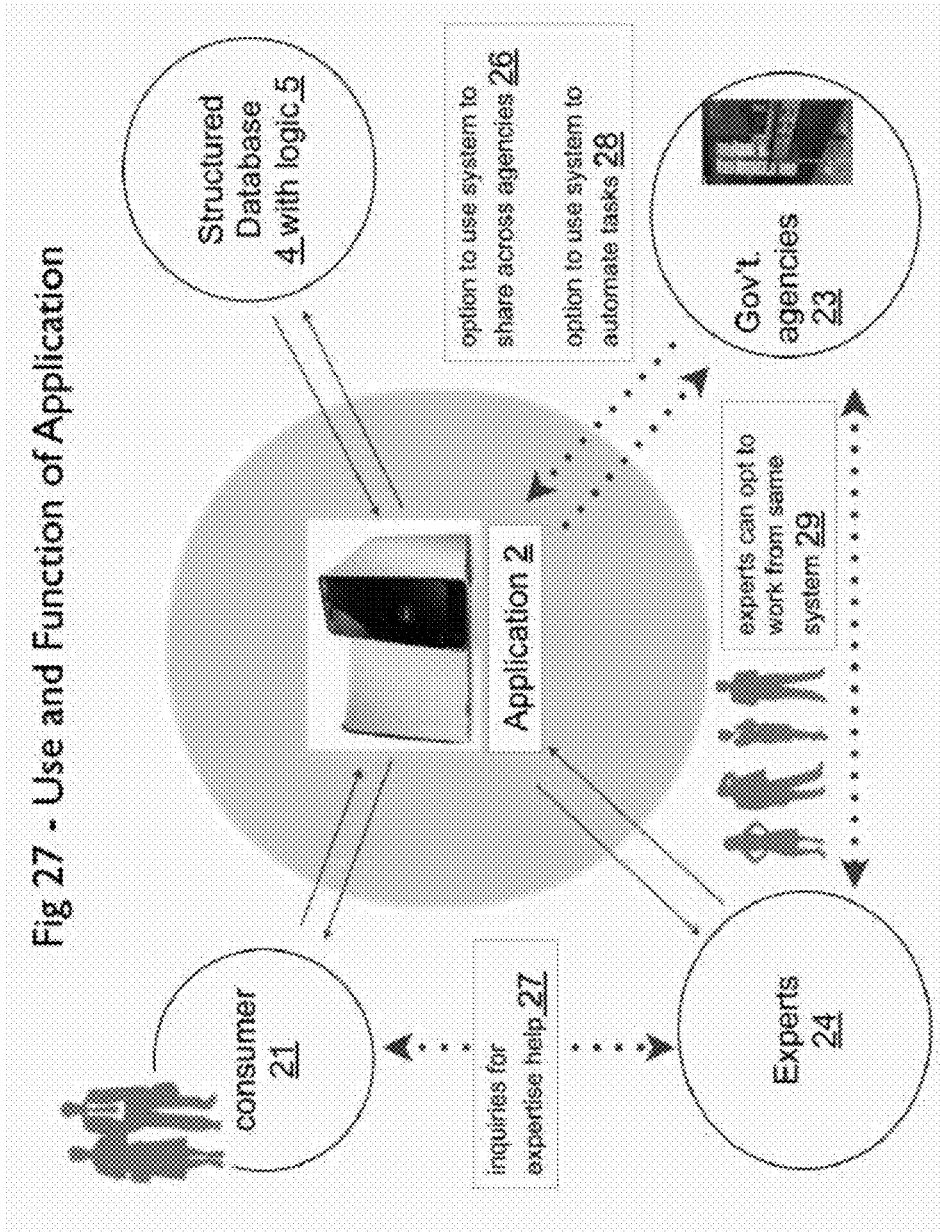 Fig 27 - Use and Function of Application
consumer
21
Structured
Database
4 with logic 5
Application 2
inquiries for
expertise help 27
option to use system to
share across agencies 26
option to use system to
automate tasks 28
Experts
24
experts can opt to
work from same
system 29
Gov't.
agencies
23